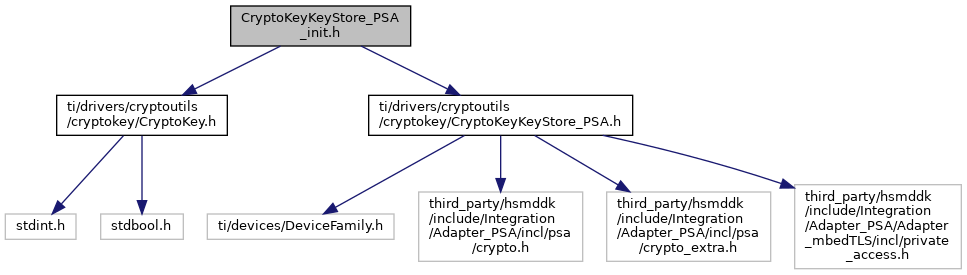 CryptoKeyKeyStore_PSA
_init.h
ti/drivers/cryptoutils
/cryptokey/CryptoKey.h
ti/drivers/cryptoutils
/cryptokey/CryptoKeyKeyStore_PSA.h
stdint.h
stdbool.h
ti/devices/DeviceFamily.h
third_party/hsmddk
/include/Integration
/Adapter_PSA/incl/psa
/crypto.h
third_party/hsmddk
/include/Integration
/Adapter_PSA/incl/psa
/crypto_extra.h
third_party/hsmddk
/include/Integration
/Adapter_PSA/Adapter
_mbedTLS/incl/private
_access.h